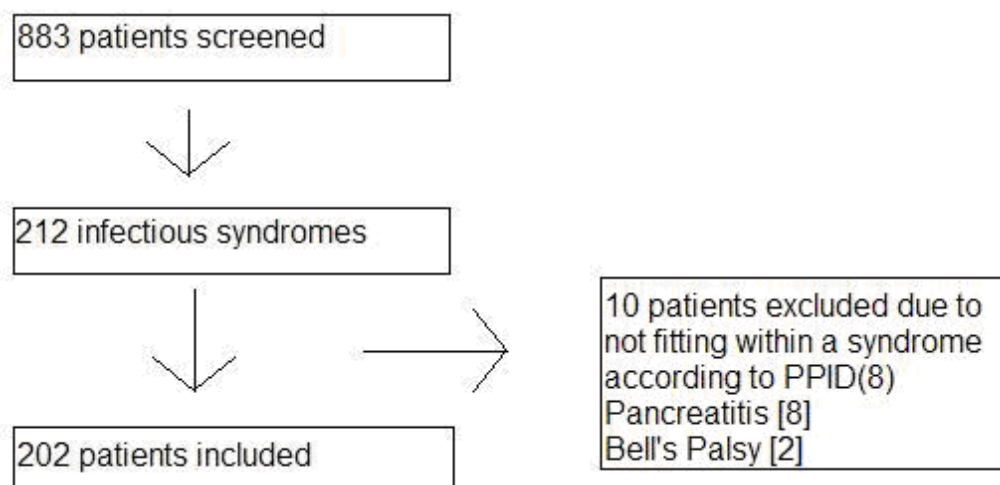 883 patients screened
212 infectious syndromes
10 patients excluded due to
not fitting within a syndrome
according to PPID(8)
Pancreatitis [8]
Bell's Palsy [2]
202 patients included